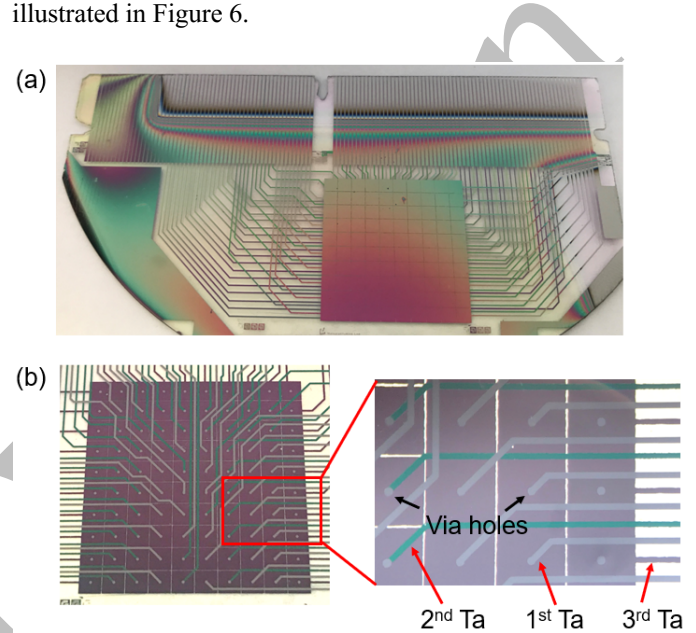 illustrated in Figure 6.
(a)
(b)
Via holes
2nd Ta
1st Ta
3rd Ta